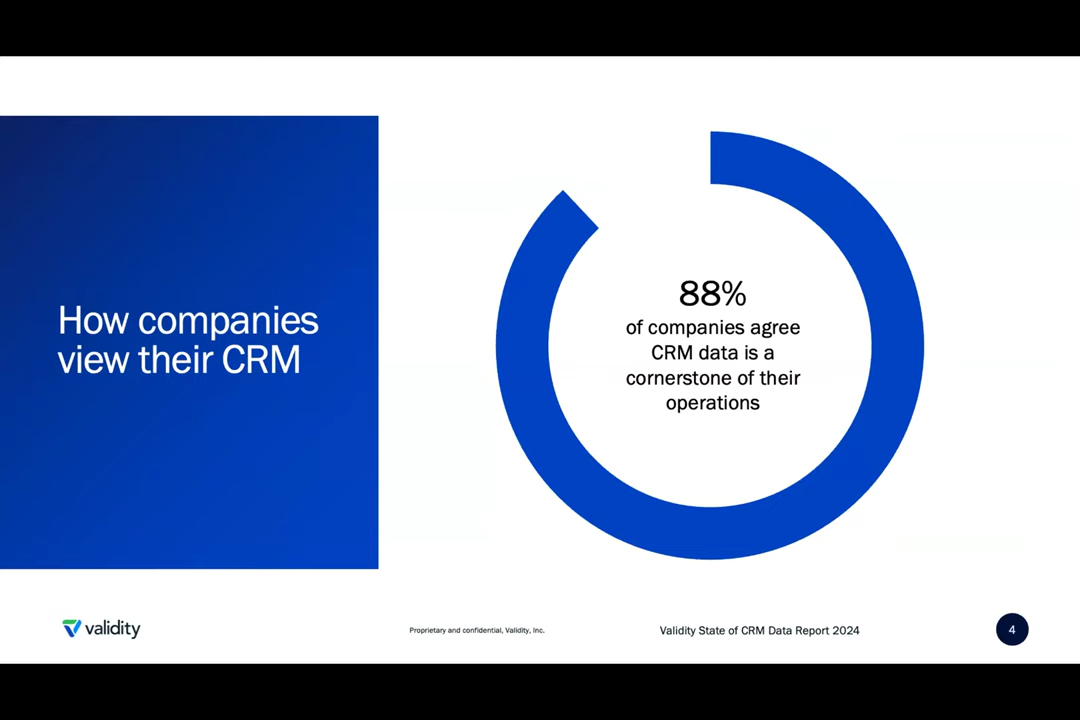 How companies
view their CRM
88%
of companies agree
CRM data is a
cornerstone of their
operations
validity
Proprietary and confidential, Validity, Inc.
Validity State of CRM Data Report 2024
4